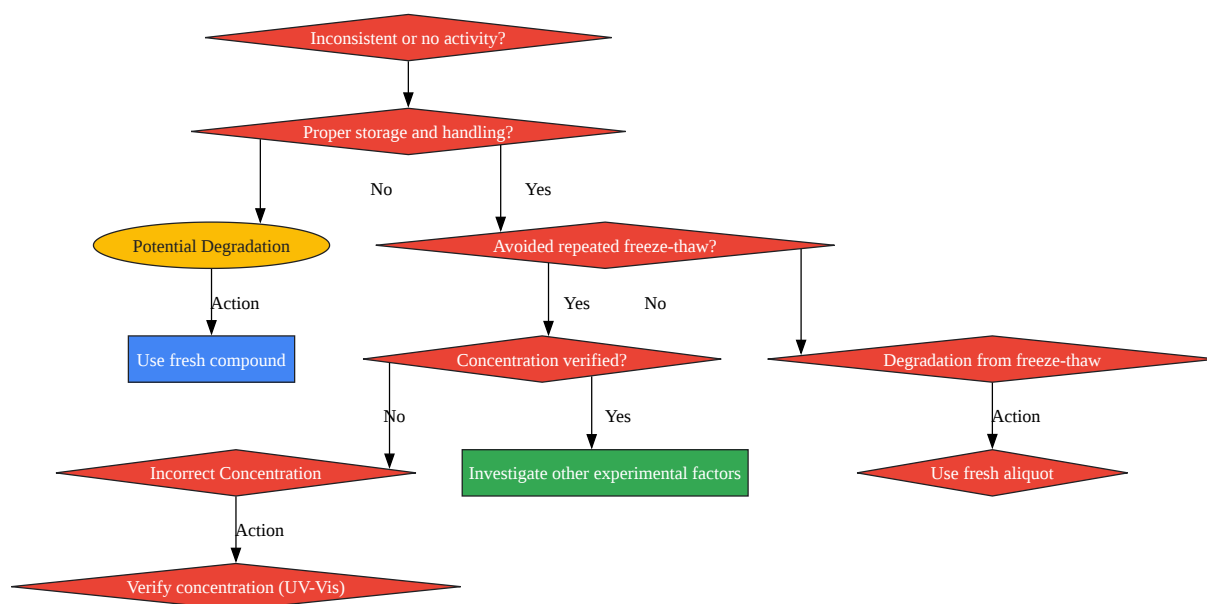 Inconsistent or no activity?
Proper storage and handling?
No
Yes
Potential Degradation
Avoided repeated freeze-thaw?
Action
Yes
No
Use fresh compound
Concentration verified?
Degradation from freeze-thaw
No
Yes
Action
Incorrect Concentration
Investigate other experimental factors
Use fresh aliquot
Action
Verify concentration (UV-Vis)